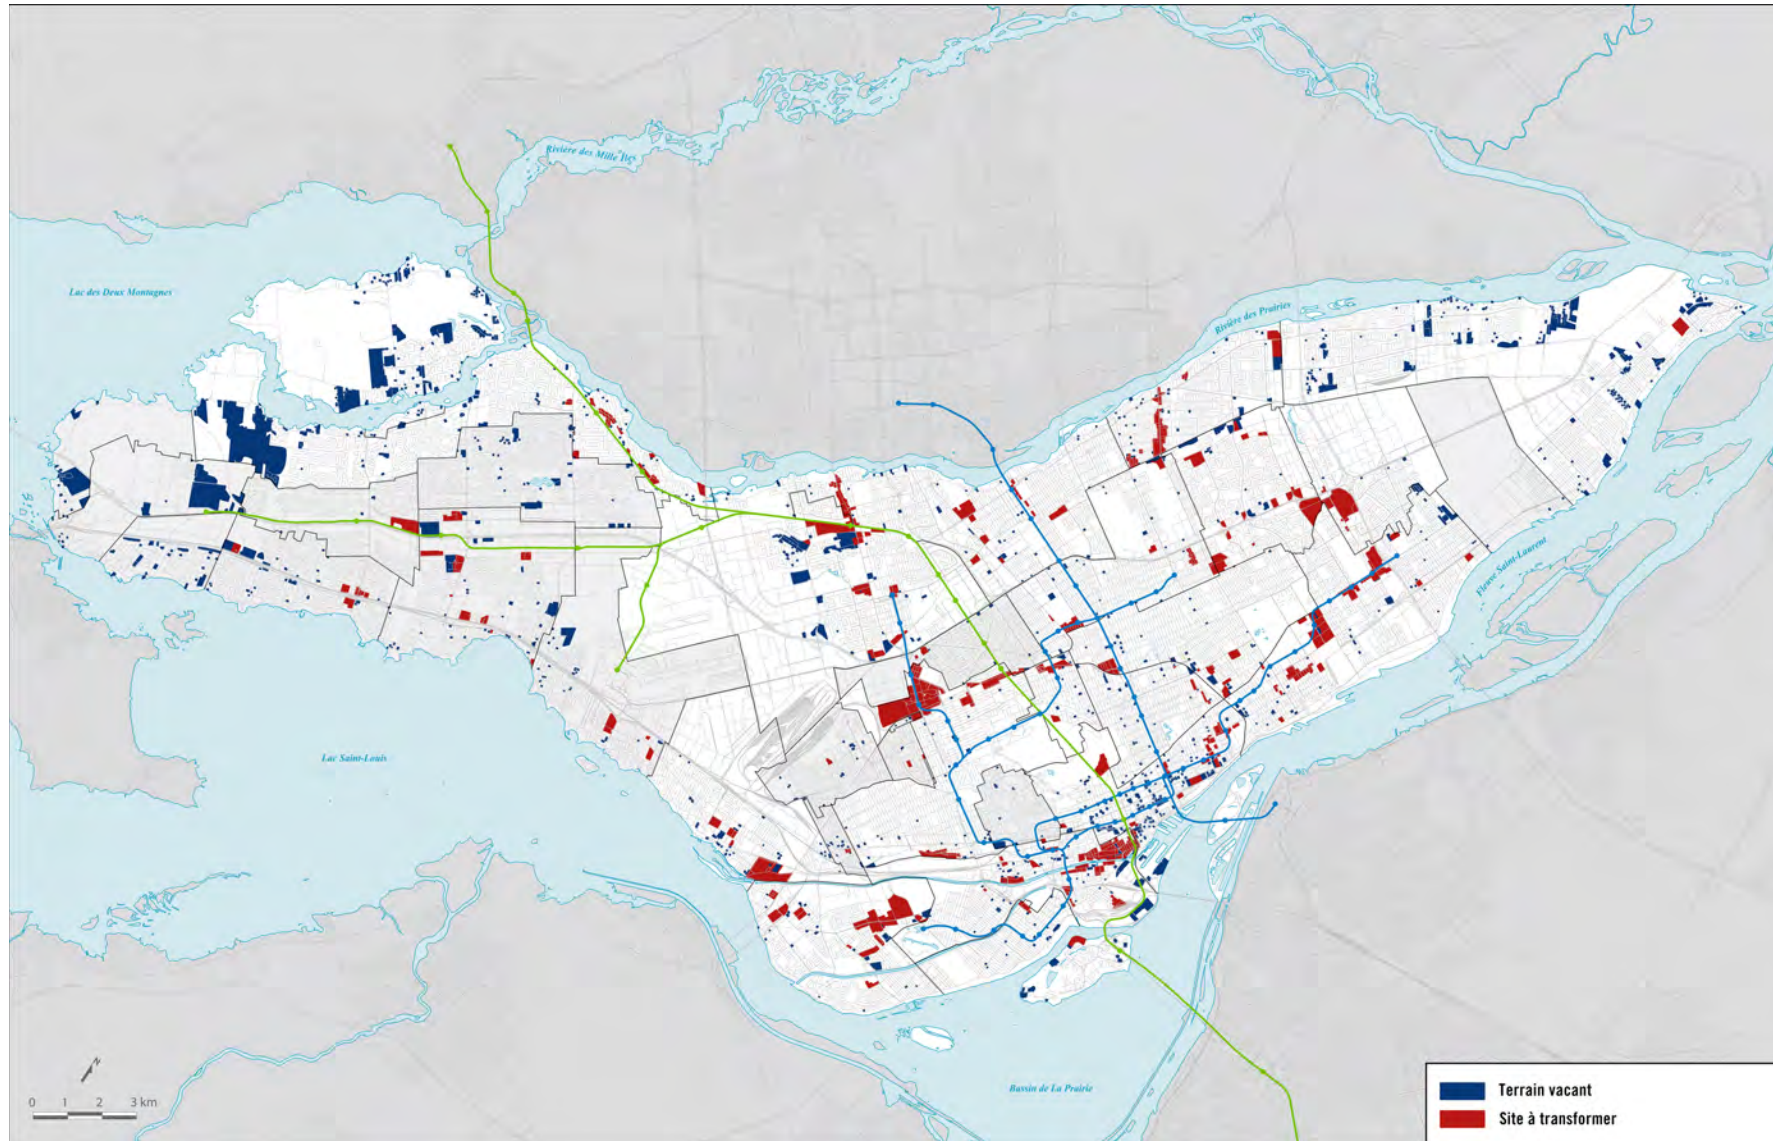 Rivière des Mille Îles
Lac des Deux Montagnes
Rivière des Prairies
Fleuve Saint-Laurent
Lac Saint-Louis
Bassin de La Prairie
N
0 1 2 3 km
Terrain vacant
Site à transformer